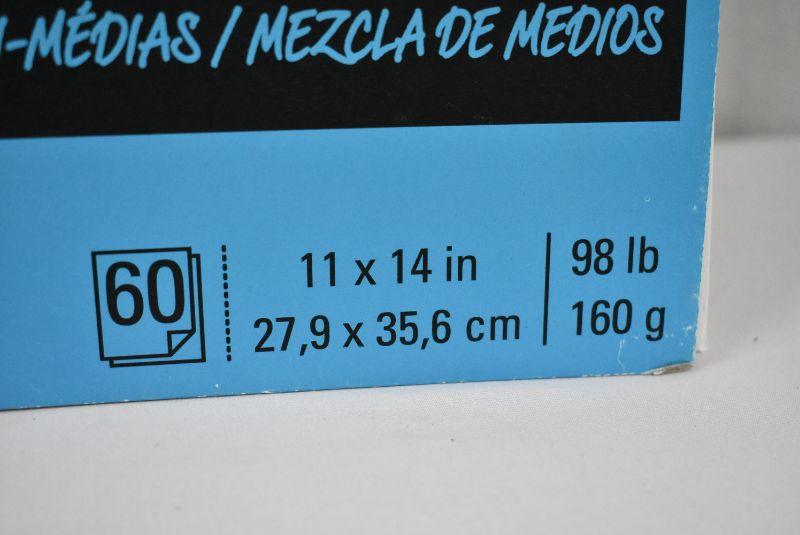 -MÉDIAS / MEZCLA DE MEDIOS
60
11 x 14 in
27,9 x 35,6 cm
98 lb
160 g